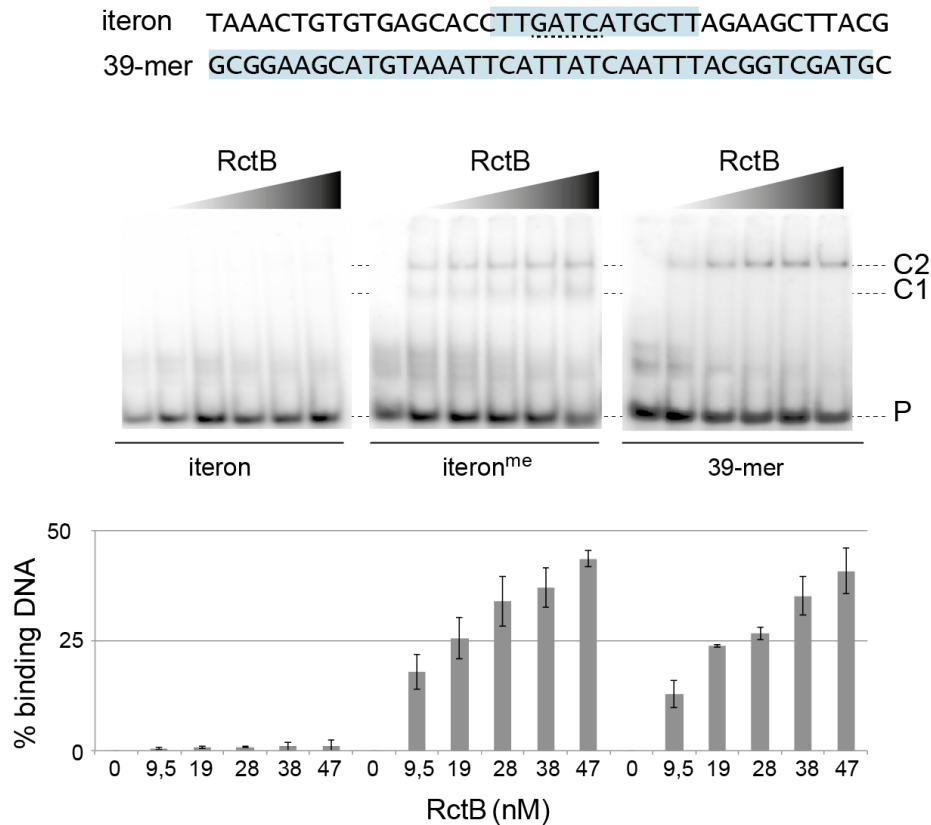 iteron TAAACTGTGTGAGCACCTTGATCATGCTTAGAAGCTTACG
39-mer GCGGAAGCATGTAAATTCATTATCAATTTACGGTCGATGC
RctB RctB RctB
C2
C1
P
iteron iteronme 39-mer
50
25
0
% binding DNA
0 9,5 19 28 38 47 0 9,5 19 28 38 47 0 9,5 19 28 38 47
RctB (nM)